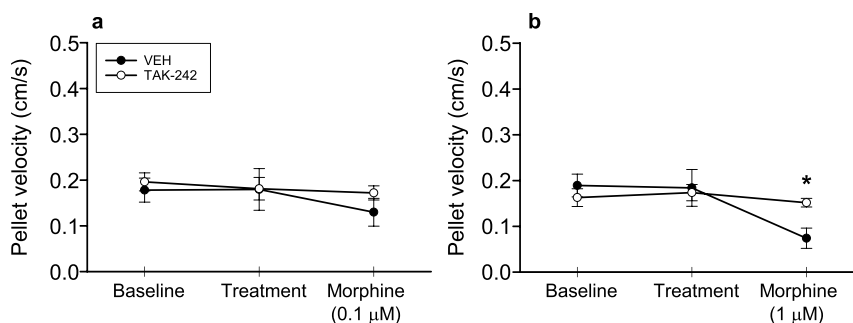 a
Pellet velocity (cm/s)
0.5
0.4
0.3
0.2
0.1
0.0
VEH
TAK-242
Baseline
Treatment
Morphine
(0.1 μM)
b
Pellet velocity (cm/s)
0.5
0.4
0.3
0.2
0.1
0.0
*
Baseline
Treatment
Morphine
(1 μM)